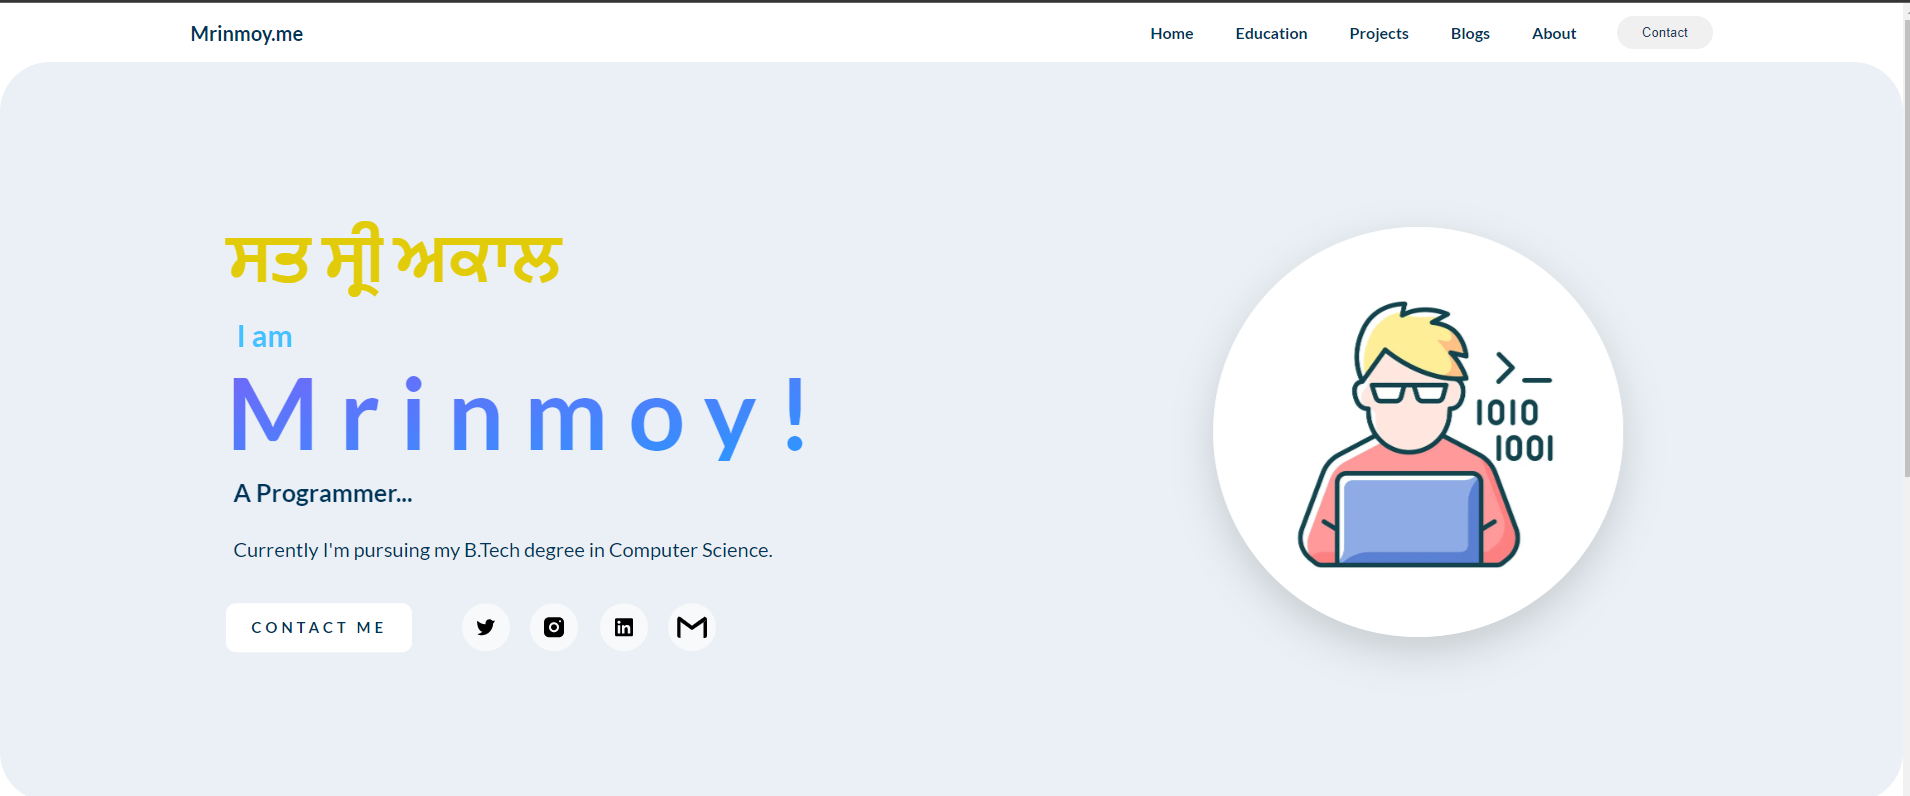 Mrinmoy.me
Home Education Projects Blogs About Contact
ਸਤ ਸ੍ਰੀ ਅਕਾਲ
I am
Mrinmoy!
A Programmer...
Currently I'm pursuing my B.Tech degree in Computer Science.
CONTACT ME
>_
1010
1001